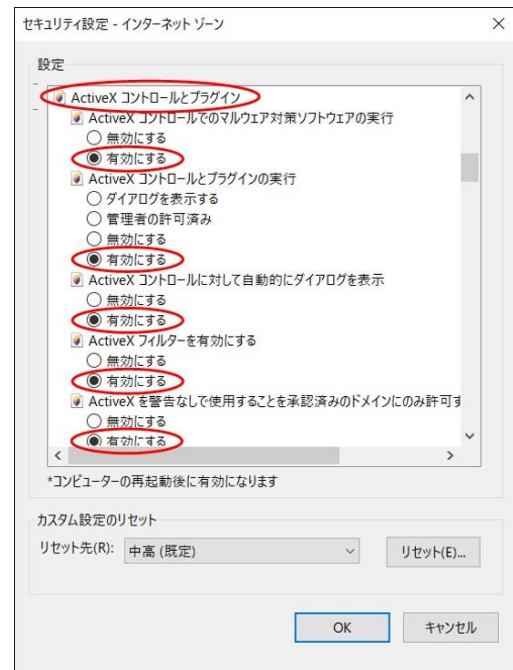 セキュリティ設定 - インターネット ゾーン
設定
ActiveX コントロールとプラグイン
ActiveX コントロールでのマルウェア対策ソフトウェアの実行
無効にする
有効にする
ActiveX コントロールとプラグインの実行
ダイアログを表示する
管理者の許可済み
無効にする
有効にする
ActiveX コントロールに対して自動的にダイアログを表示
無効にする
有効にする
ActiveX フィルターを有効にする
無効にする
有効にする
ActiveX を警告なしで使用することを承認済みのドメインにのみ許可す
無効にする
有効にする
*コンピューターの再起動後に有効になります
カスタム設定のリセット
リセット先(R): 中高 (既定) リセット(E)...
OK キャンセル